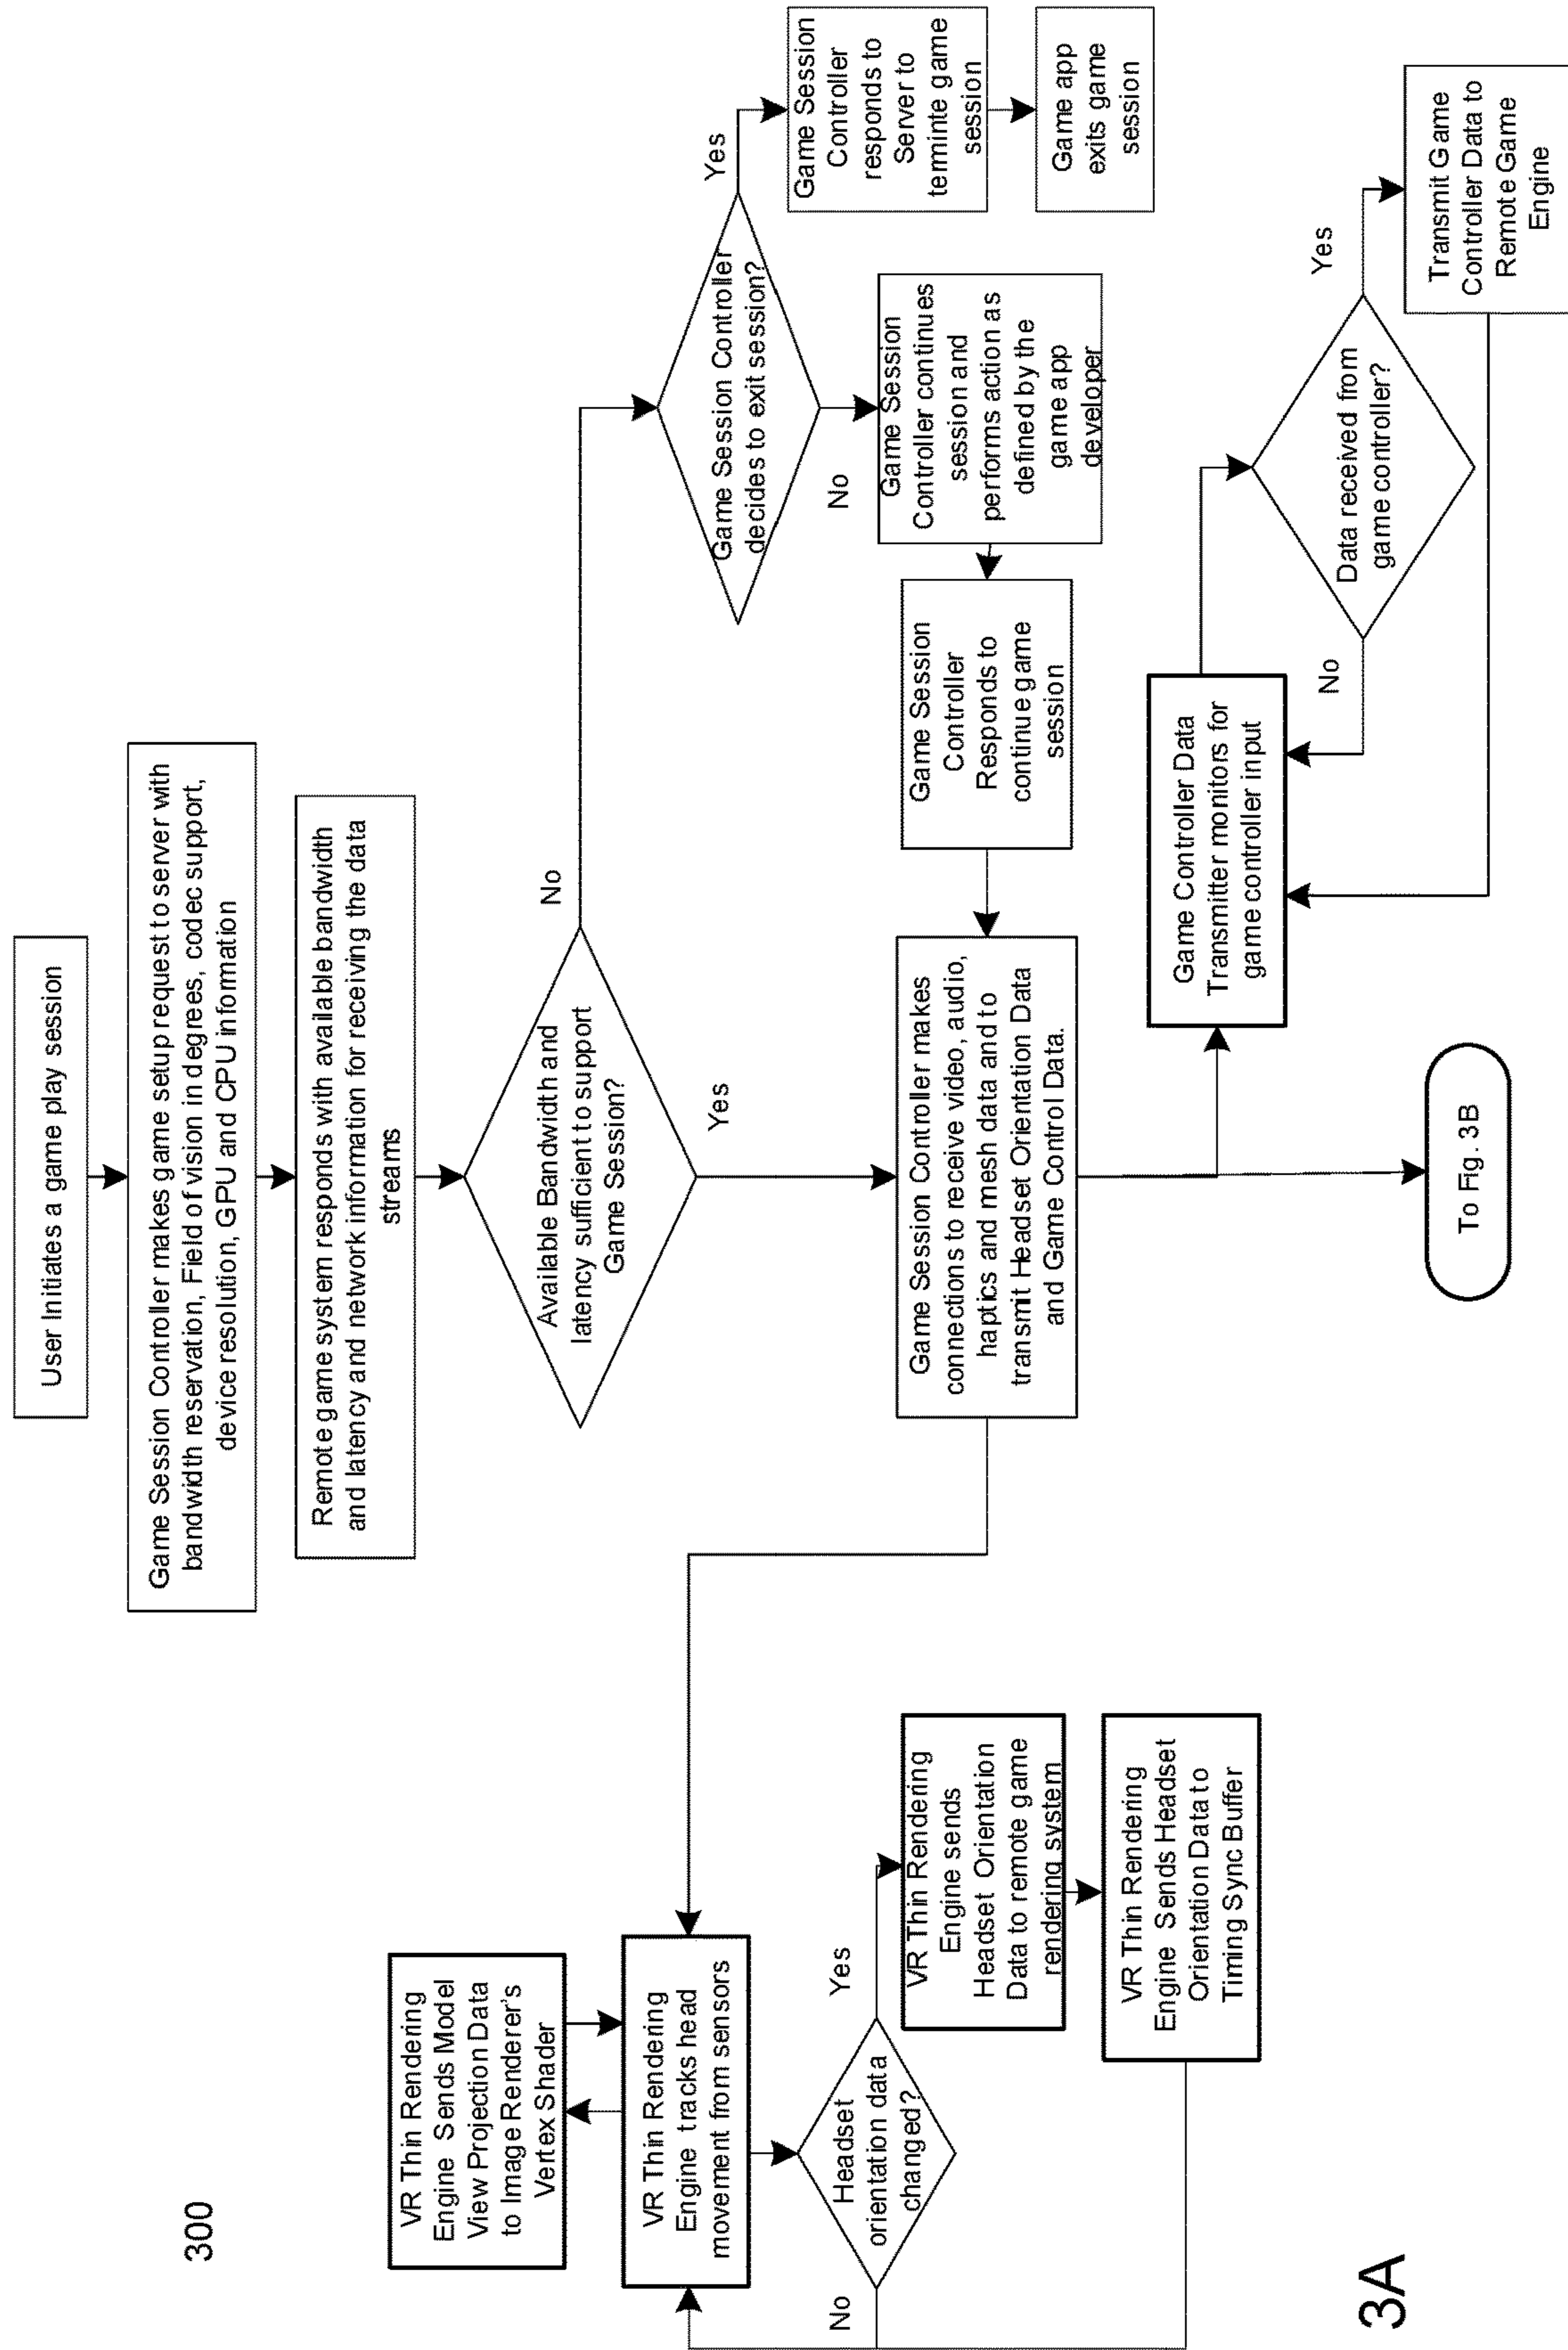 300
User Initiates a game play session
Game Session Controller makes game setup request to server with
bandwidth reservation, Field of vision in degrees, codec support,
device resolution, GPU and CPU information
Remote game system responds with available bandwidth
and latency and network information for receiving the data
streams
Available Bandwidth and
latency sufficient to support
Game Session?
No
Yes
Game Session Controller
decides to exit session?
Yes
Game Session
Controller
responds to
Server to
terminte game
session
Game app
exits game
session
No
Game Session
Controller continues
session and
performs action as
defined by the
game app
developer
Game Session
Controller
Responds to
continue game
session
Game Session Controller makes
connections to receive video, audio,
haptics and mesh data and to
transmit Headset Orientation Data
and Game Control Data.
VR Thin Rendering
Engine Sends Model
View Projection Data
to Image Renderer's
Vertex Shader
VR Thin Rendering
Engine tracks head
movement from sensors
Headset
orientation data
changed?
No
Yes
VR Thin Rendering
Engine sends
Headset Orientation
Data to remote game
rendering system
VR Thin Rendering
Engine Sends Headset
Orientation Data to
Timing Sync Buffer
Game Controller Data
Transmitter monitors for
game controller input
Data received from
game controller?
No
Yes
Transmit Game
Controller Data to
Remote Game
Engine
To Fig. 3B
3A